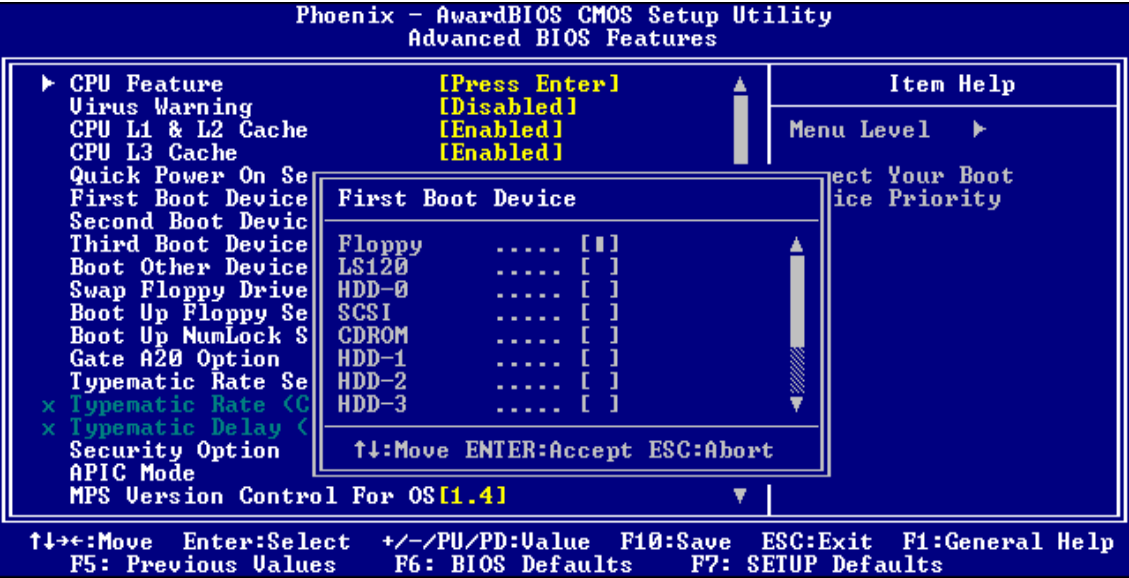 Phoenix - AwardBIOS CMOS Setup Utility
Advanced BIOS Features
CPU Feature [Press Enter]
Virus Warning [Disabled]
CPU L1 & L2 Cache [Enabled]
CPU L3 Cache [Enabled]
Quick Power On Se
First Boot Device
Second Boot Devic
Third Boot Device
Boot Other Device
Swap Floppy Drive
Boot Up Floppy Se
Boot Up NumLock S
Gate A20 Option
Typematic Rate Se
x Typematic Rate (C
x Typematic Delay (
Security Option
APIC Mode
MPS Version Control For OS[1.4]
First Boot Device
Floppy ..... [▮]
LS120 ..... [ ]
HDD-0 ..... [ ]
SCSI ..... [ ]
CDROM ..... [ ]
HDD-1 ..... [ ]
HDD-2 ..... [ ]
HDD-3 ..... [ ]
↑↓:Move ENTER:Accept ESC:Abort
Item Help
Menu Level ▸
ect Your Boot
ice Priority
↑↓→←:Move Enter:Select +/-/PU/PD:Value F10:Save ESC:Exit F1:General Help
F5: Previous Values F6: BIOS Defaults F7: SETUP Defaults